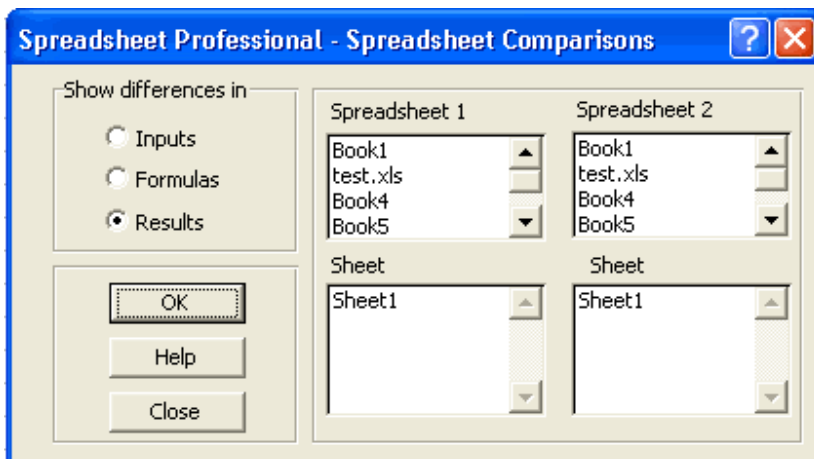 Spreadsheet Professional - Spreadsheet Comparisons
Show differences in
Inputs
Formulas
Results
OK
Help
Close
Spreadsheet 1
Book1
test.xls
Book4
Book5
Sheet
Sheet1
Spreadsheet 2
Book1
test.xls
Book4
Book5
Sheet
Sheet1